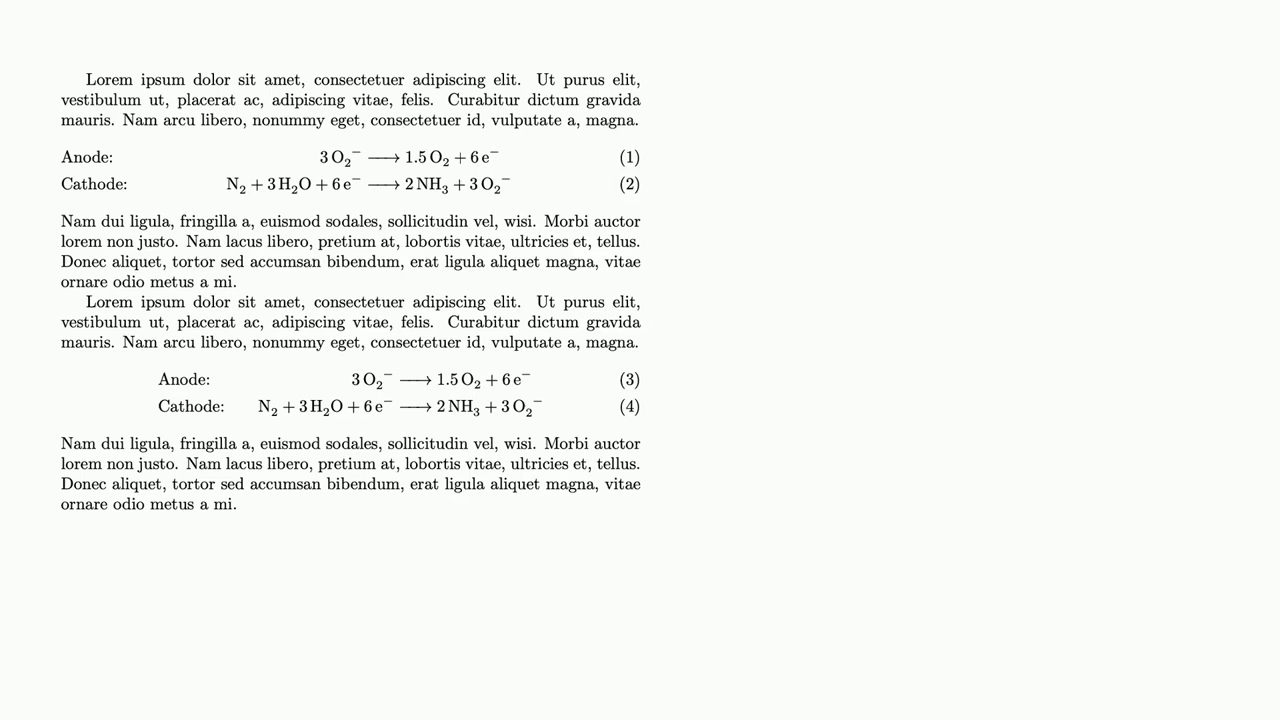 Lorem ipsum dolor sit amet, consectetuer adipiscing elit. Ut purus elit,
vestibulum ut, placerat ac, adipiscing vitae, felis. Curabitur dictum gravida
mauris. Nam arcu libero, nonummy eget, consectetuer id, vulputate a, magna.
Anode: 3 O₂⁻ ⟶ 1.5 O₂ + 6 e⁻ (1)
Cathode: N₂ + 3 H₂O + 6 e⁻ ⟶ 2 NH₃ + 3 O₂⁻ (2)
Nam dui ligula, fringilla a, euismod sodales, sollicitudin vel, wisi. Morbi auctor
lorem non justo. Nam lacus libero, pretium at, lobortis vitae, ultricies et, tellus.
Donec aliquet, tortor sed accumsan bibendum, erat ligula aliquet magna, vitae
ornare odio metus a mi.
Lorem ipsum dolor sit amet, consectetuer adipiscing elit. Ut purus elit,
vestibulum ut, placerat ac, adipiscing vitae, felis. Curabitur dictum gravida
mauris. Nam arcu libero, nonummy eget, consectetuer id, vulputate a, magna.
Anode: 3 O₂⁻ ⟶ 1.5 O₂ + 6 e⁻ (3)
Cathode: N₂ + 3 H₂O + 6 e⁻ ⟶ 2 NH₃ + 3 O₂⁻ (4)
Nam dui ligula, fringilla a, euismod sodales, sollicitudin vel, wisi. Morbi auctor
lorem non justo. Nam lacus libero, pretium at, lobortis vitae, ultricies et, tellus.
Donec aliquet, tortor sed accumsan bibendum, erat ligula aliquet magna, vitae
ornare odio metus a mi.